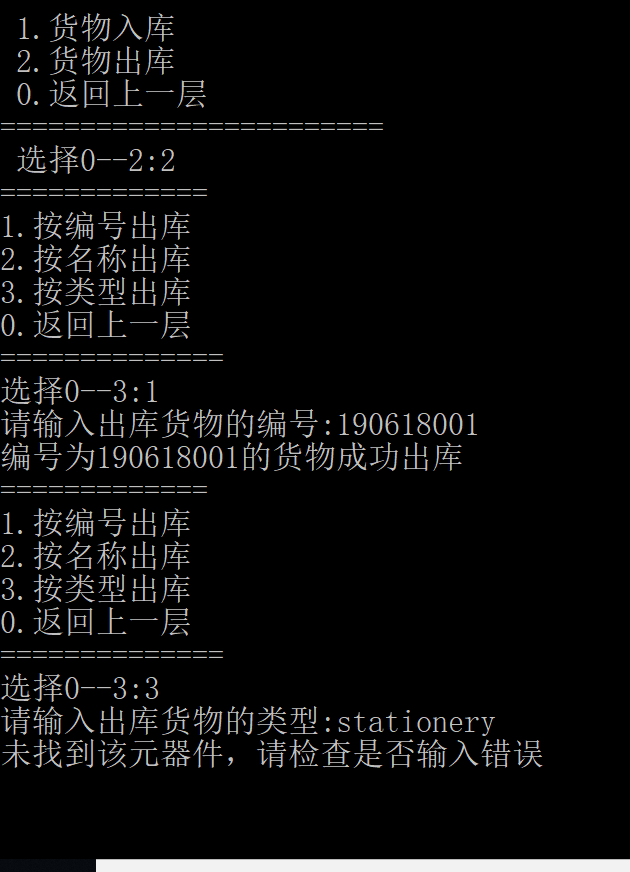 1.货物入库
2.货物出库
0.返回上一层
========================
选择0--2:2
=============
1.按编号出库
2.按名称出库
3.按类型出库
0.返回上一层
==============
选择0--3:1
请输入出库货物的编号:190618001
编号为190618001的货物成功出库
=============
1.按编号出库
2.按名称出库
3.按类型出库
0.返回上一层
==============
选择0--3:3
请输入出库货物的类型:stationery
未找到该元器件，请检查是否输入错误